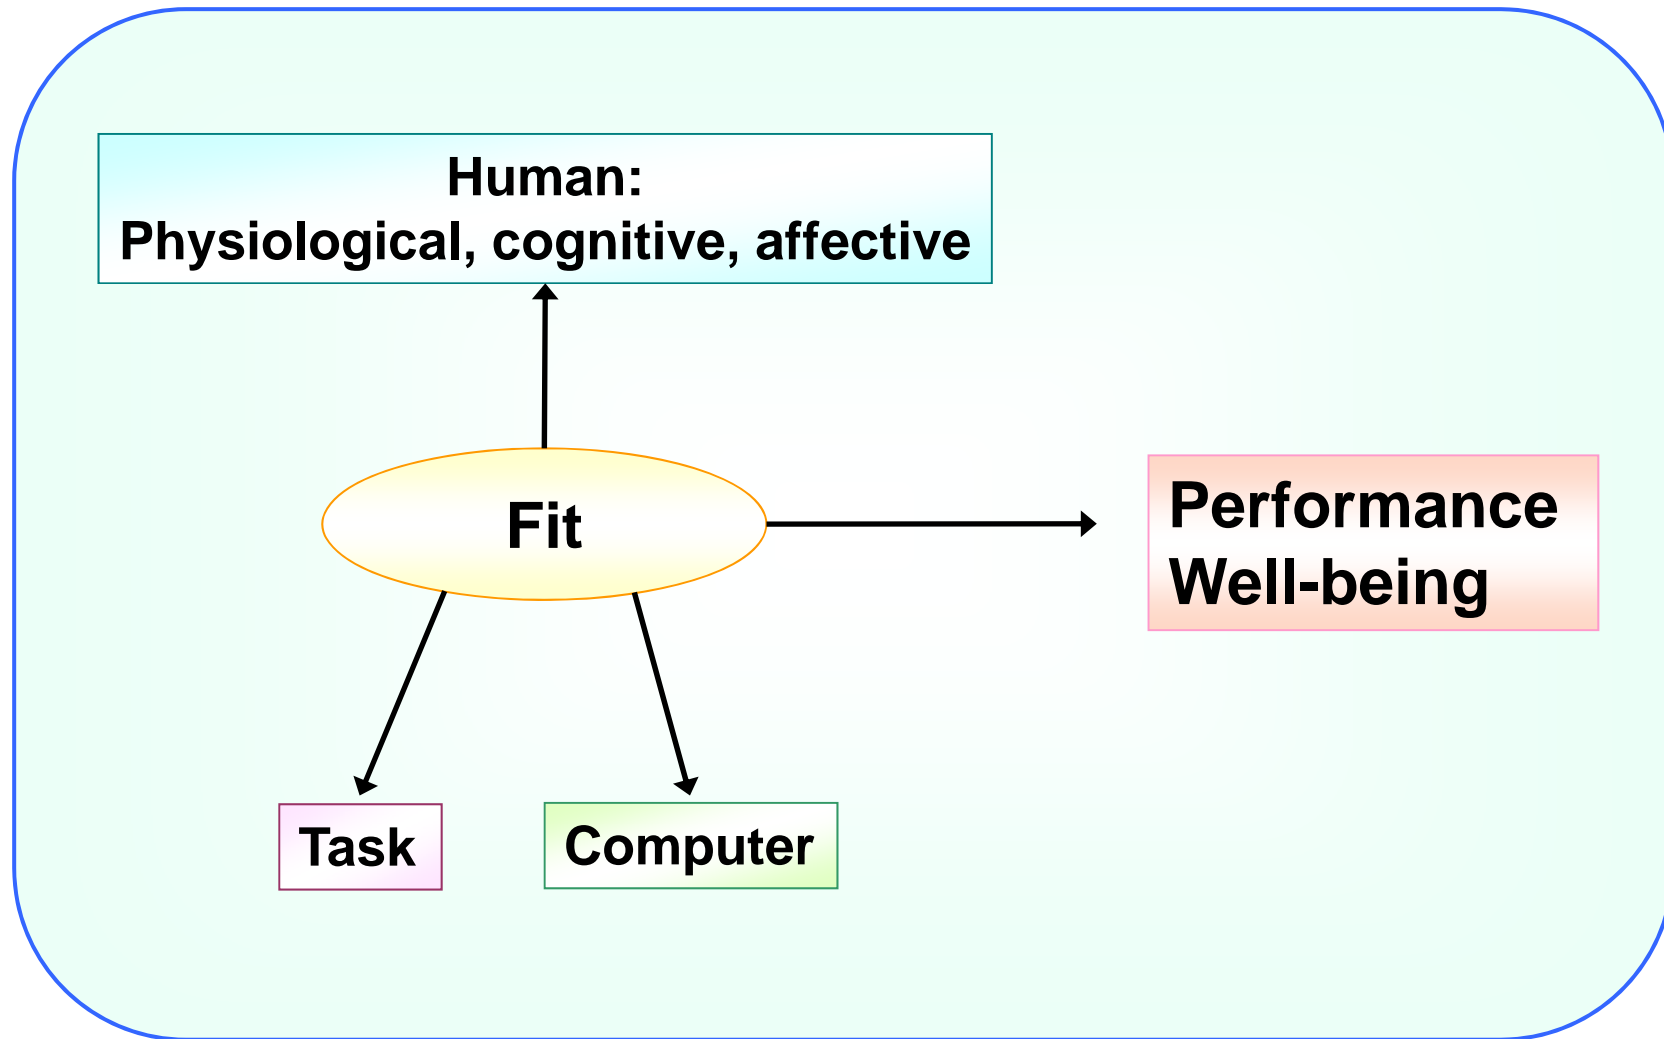 Human:
Physiological, cognitive, affective
Fit
Performance
Well-being
Task
Computer